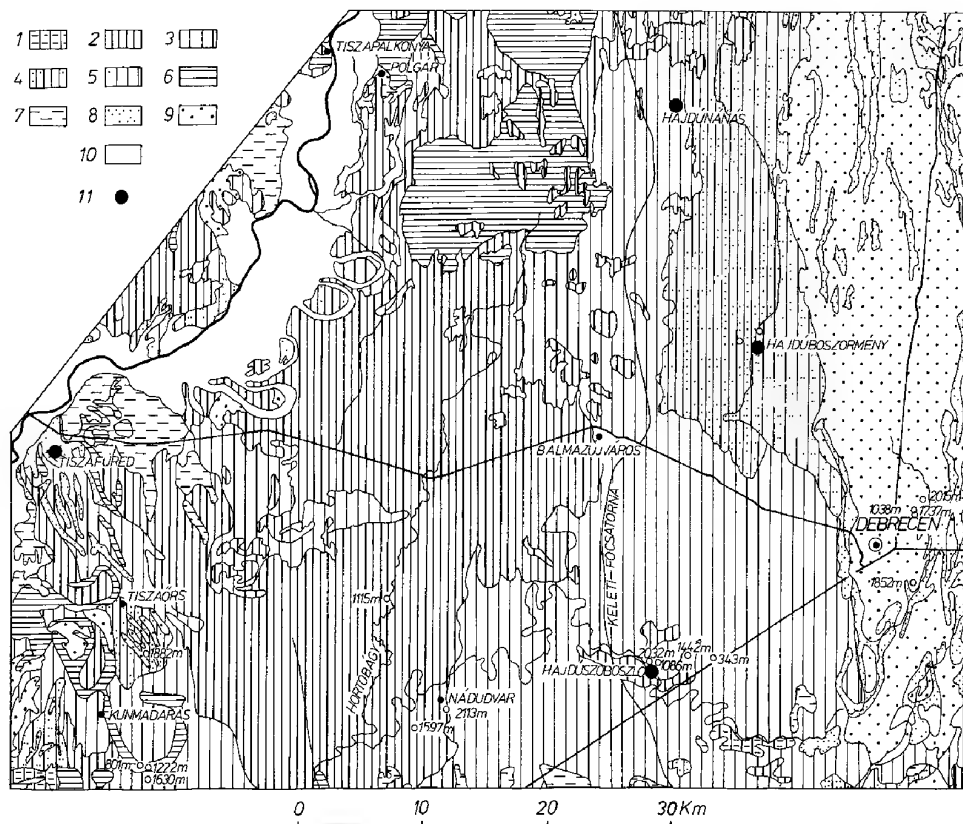 1 2 3
4 5 6
7 8 9
10
11
TISZAPALKONYA
POLGÁR
HAJDUNÁNÁS
HAJDUBÖSZÖRMÉNY
BALMAZUJVÁROS
TISZAFÜRED
KELETI-FŐCSATORNA
2015m
1038m
1737m
DEBRECEN
1852m
1115m
TISZAÖRS
1882m
HORTOBÁGY
2032m
1442m
1086m
343m
HAJDUSZOBOSZLÓ
NÁDUDVAR
2113m
1597m
KUNMADARAS
801m
1272m
1630m
0 10 20 30 Km